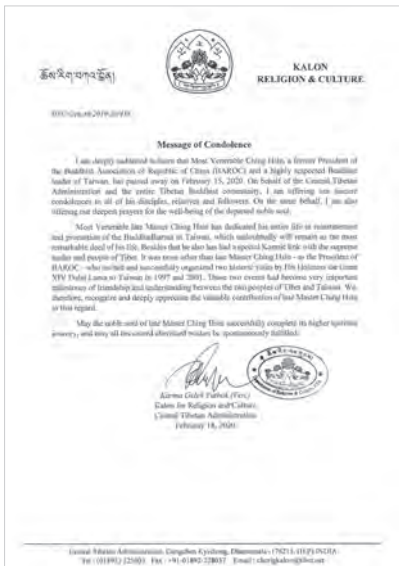 ཆོས་རིག་བཀའ་བློན།
KALON
RELIGION & CULTURE
Message of Condolence
I am deeply saddened to learn that Most Venerable Ching Hsin, a former President of
the Buddhist Association of Republic of China (BAROC) and a highly respected Buddhist
leader of Taiwan, has passed away on February 15, 2020. On behalf of the Central Tibetan
Administration and the entire Tibetan Buddhist community, I am offering our sincere
condolences to all of his disciples, relatives and followers. On the same behalf, I am also
offering our deepest prayers for the well-being of the departed noble soul.
Most Venerable late Master Ching Hsin has dedicated his entire life in reinstatement
and promotion of the BuddhaDharma in Taiwan, which undoubtedly will remain as the most
remarkable deed of his life. Besides that he also has had a special Karmic link with the supreme
leader and people of Tibet. It was none other than late Master Ching Hsin - as the President of
BAROC - who invited and successfully organized two historic visits by His Holiness the Great
XIV Dalai Lama to Taiwan in 1997 and 2001. These two events had become very important
milestones of friendship and understanding between the two peoples of Tibet and Taiwan. We,
therefore, recognize and deeply appreciate the valuable contribution of late Master Ching Hsin
in that regard.
May the noble soul of late Master Ching Hsin successfully complete its higher spiritual
journey, and may all his unmet cherished wishes be spontaneously fulfilled.
Karma Gelek Yuthok (Ven.)
Kalon for Religion and Culture,
Central Tibetan Administration
February 18, 2020
Central Tibetan Administration, Gangchen Kyishong, Dharamsala - 176215, (H.P) INDIA